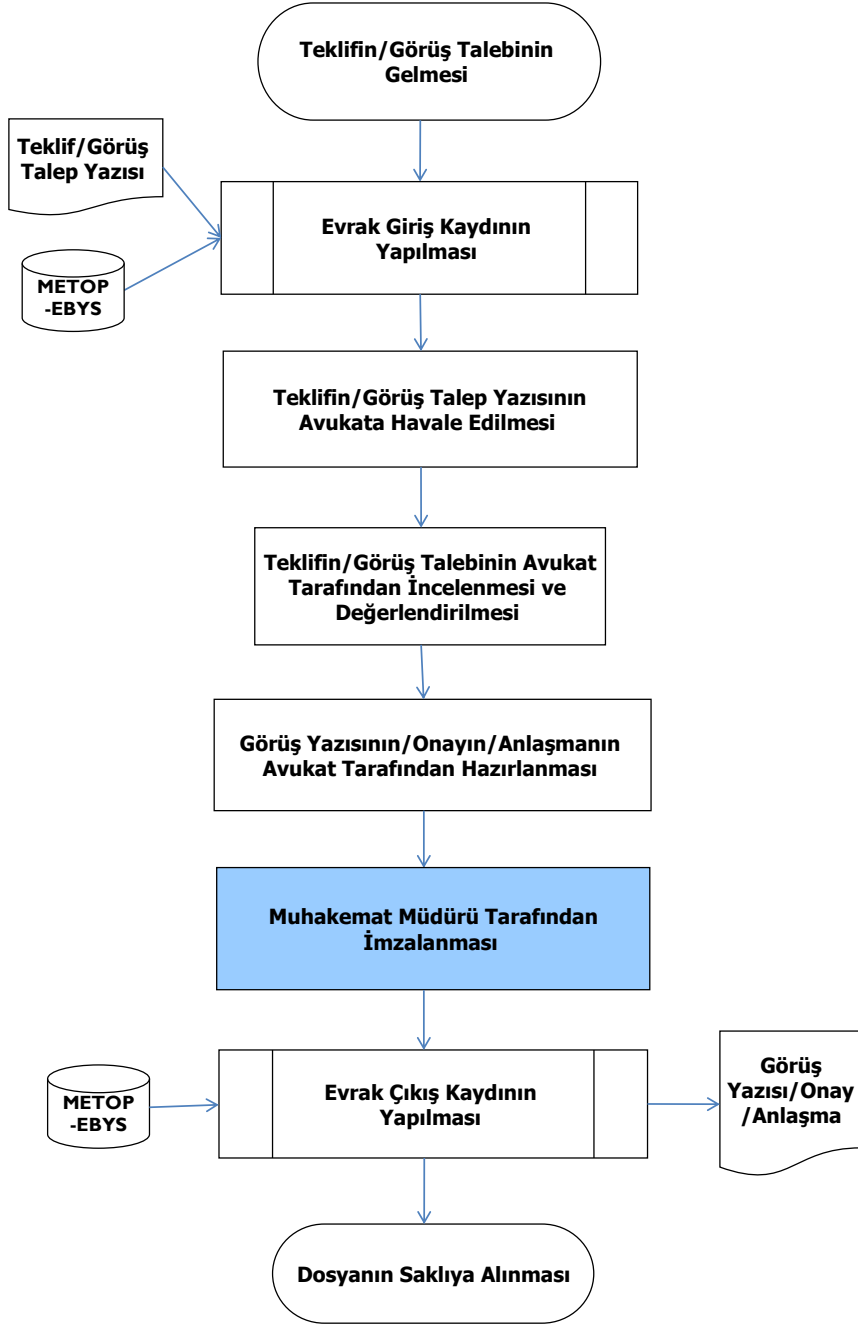 Teklifin/Görüş Talebinin
Gelmesi
Teklif/Görüş
Talep Yazısı
Evrak Giriş Kaydının
Yapılması
METOP
-EBYS
Teklifin/Görüş Talep Yazısının
Avukata Havale Edilmesi
Teklifin/Görüş Talebinin Avukat
Tarafından İncelenmesi ve
Değerlendirilmesi
Görüş Yazısının/Onayın/Anlaşmanın
Avukat Tarafından Hazırlanması
Muhakemat Müdürü Tarafından
İmzalanması
METOP
-EBYS
Evrak Çıkış Kaydının
Yapılması
Görüş
Yazısı/Onay
/Anlaşma
Dosyanın Saklıya Alınması